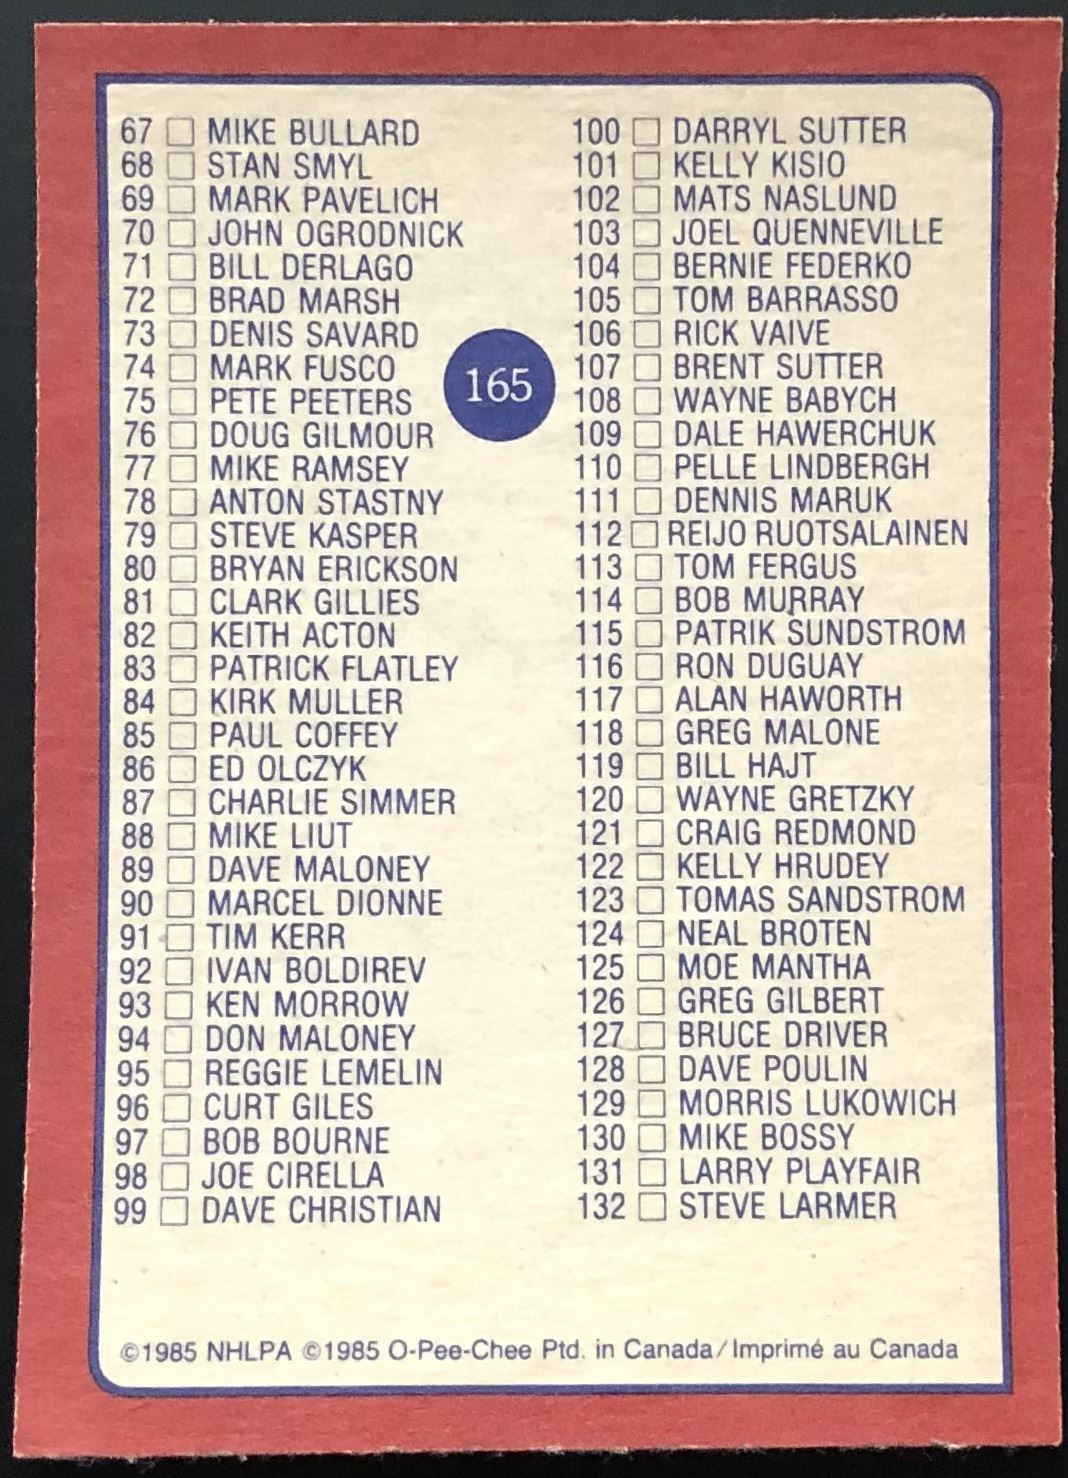 67 □ MIKE BULLARD
68 □ STAN SMYL
69 □ MARK PAVELICH
70 □ JOHN OGRODNICK
71 □ BILL DERLAGO
72 □ BRAD MARSH
73 □ DENIS SAVARD
74 □ MARK FUSCO
75 □ PETE PEETERS
76 □ DOUG GILMOUR
77 □ MIKE RAMSEY
78 □ ANTON STASTNY
79 □ STEVE KASPER
80 □ BRYAN ERICKSON
81 □ CLARK GILLIES
82 □ KEITH ACTON
83 □ PATRICK FLATLEY
84 □ KIRK MULLER
85 □ PAUL COFFEY
86 □ ED OLCZYK
87 □ CHARLIE SIMMER
88 □ MIKE LIUT
89 □ DAVE MALONEY
90 □ MARCEL DIONNE
91 □ TIM KERR
92 □ IVAN BOLDIREV
93 □ KEN MORROW
94 □ DON MALONEY
95 □ REGGIE LEMELIN
96 □ CURT GILES
97 □ BOB BOURNE
98 □ JOE CIRELLA
99 □ DAVE CHRISTIAN
165
100 □ DARRYL SUTTER
101 □ KELLY KISIO
102 □ MATS NASLUND
103 □ JOEL QUENNEVILLE
104 □ BERNIE FEDERKO
105 □ TOM BARRASSO
106 □ RICK VAIVE
107 □ BRENT SUTTER
108 □ WAYNE BABYCH
109 □ DALE HAWERCHUK
110 □ PELLE LINDBERGH
111 □ DENNIS MARUK
112 □ REIJO RUOTSALAINEN
113 □ TOM FERGUS
114 □ BOB MURRAY
115 □ PATRIK SUNDSTROM
116 □ RON DUGUAY
117 □ ALAN HAWORTH
118 □ GREG MALONE
119 □ BILL HAJT
120 □ WAYNE GRETZKY
121 □ CRAIG REDMOND
122 □ KELLY HRUDEY
123 □ TOMAS SANDSTROM
124 □ NEAL BROTEN
125 □ MOE MANTHA
126 □ GREG GILBERT
127 □ BRUCE DRIVER
128 □ DAVE POULIN
129 □ MORRIS LUKOWICH
130 □ MIKE BOSSY
131 □ LARRY PLAYFAIR
132 □ STEVE LARMER
©1985 NHLPA ©1985 O-Pee-Chee Ptd. in Canada/Imprimé au Canada